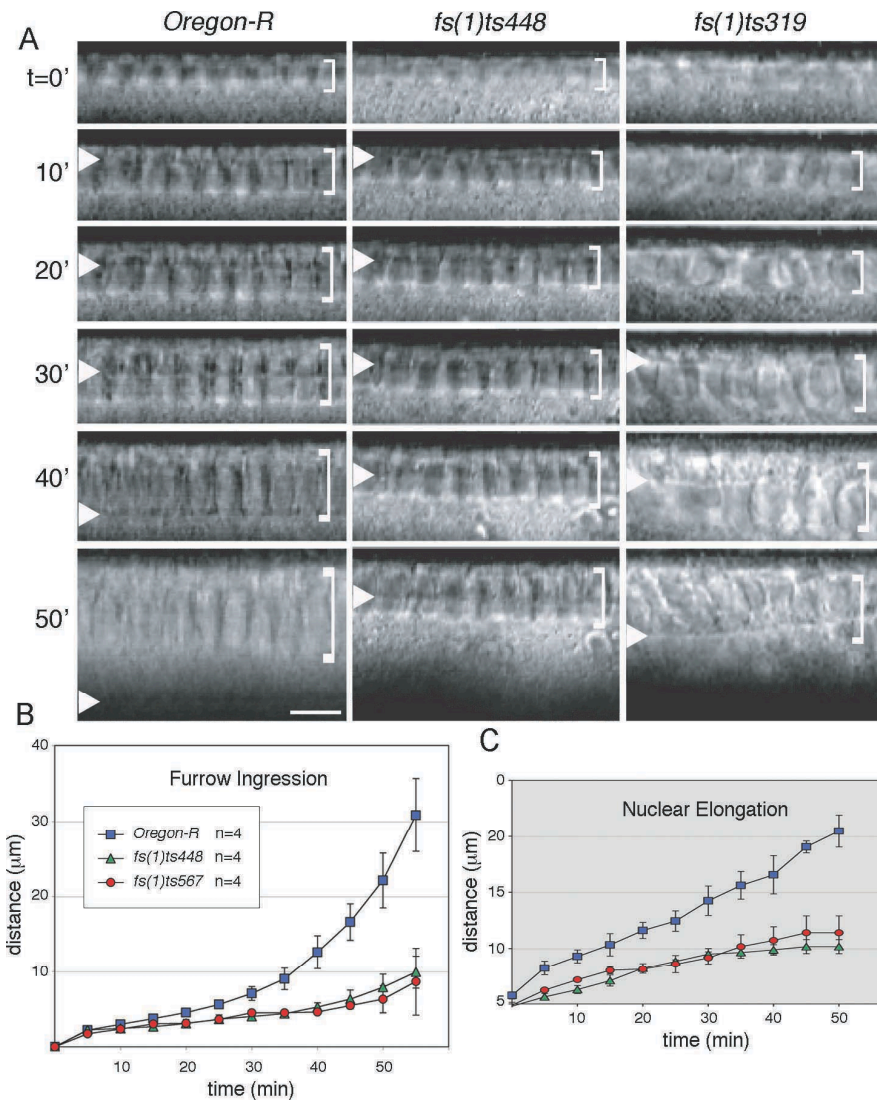 A
Oregon-R fs(1)ts448 fs(1)ts319
t=0'
10'
20'
30'
40'
50'
B
Furrow Ingression
Oregon-R n=4
fs(1)ts448 n=4
fs(1)ts567 n=4
distance (µm)
40
30
20
10
10 20 30 40 50
time (min)
C
Nuclear Elongation
distance (µm)
0
20
15
10
5
10 20 30 40 50
time (min)